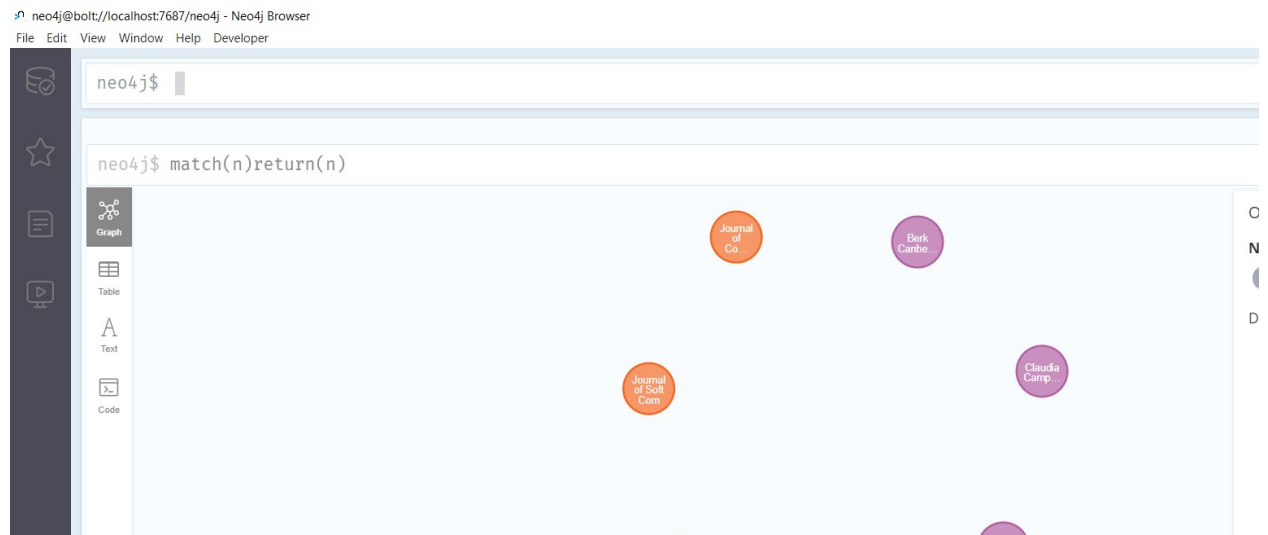 neo4j@bolt://localhost:7687/neo4j - Neo4j Browser
File Edit View Window Help Developer
neo4j$
neo4j$ match(n)return(n)
Graph
Table
Text
Code
Journal
of
Co...
Berk
Canbe...
Journal
of Soft
Com
Claudia
Camp...
O
N
D